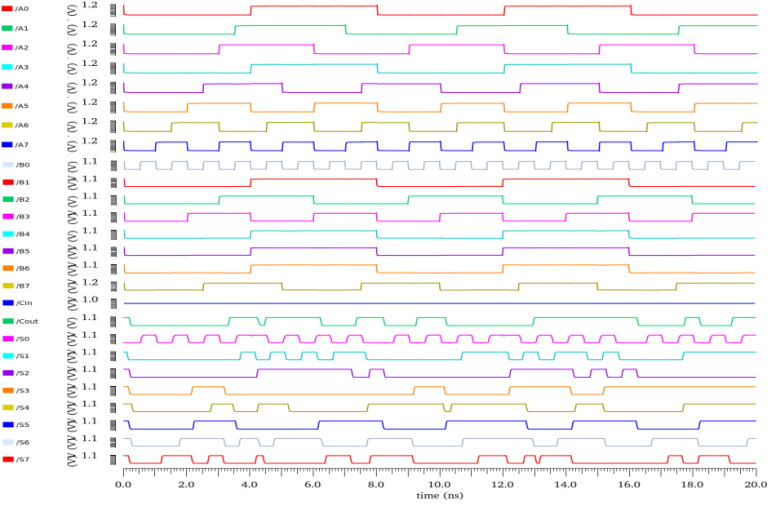 /A0 1.2
/A1 1.2
/A2 1.2
/A3 1.2
/A4 1.2
/A5 1.2
/A6 1.2
/A7 1.2
/B0 1.1
/B1 1.1
/B2 1.1
/B3 1.1
/B4 1.1
/B5 1.1
/B6 1.1
/B7 1.2
/Cin 1.0
/Cout 1.1
/S0 1.1
/S1 1.1
/S2 1.1
/S3 1.1
/S4 1.1
/S5 1.1
/S6 1.1
/S7 1.1
0.0 2.0 4.0 6.0 8.0 10.0 12.0 14.0 16.0 18.0 20.0
time (ns)